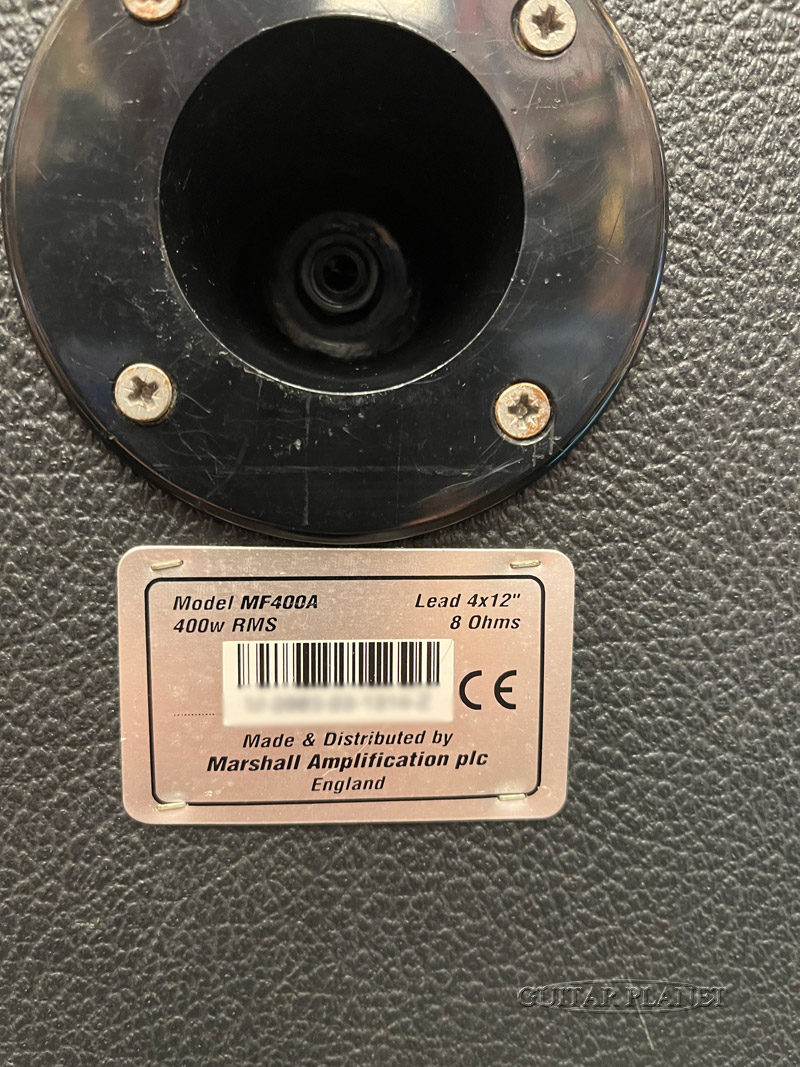 Model MF400A Lead 4x12"
400w RMS 8 Ohms
CE
Made & Distributed by
Marshall Amplification plc
England
GUITAR PLANET